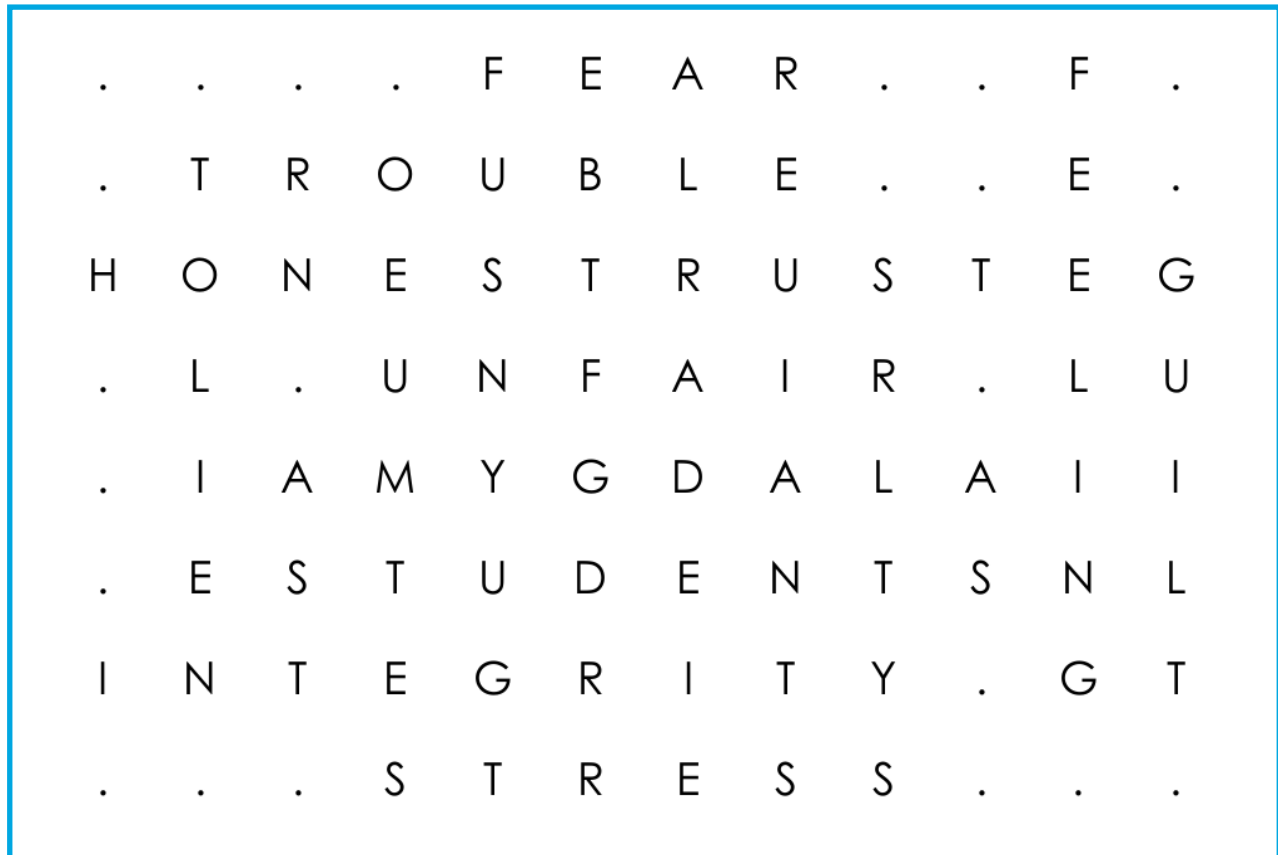 . . . . F E A R . . F .
. T R O U B L E . . E .
H O N E S T R U S T E G
. L . U N F A I R . L U
. I A M Y G D A L A I I
. E S T U D E N T S N L
I N T E G R I T Y . G T
. . . S T R E S S . . .